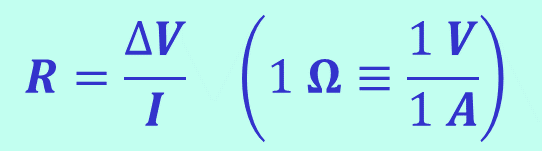 R = ΔV / I (1 Ω ≡ 1 V / 1 A)